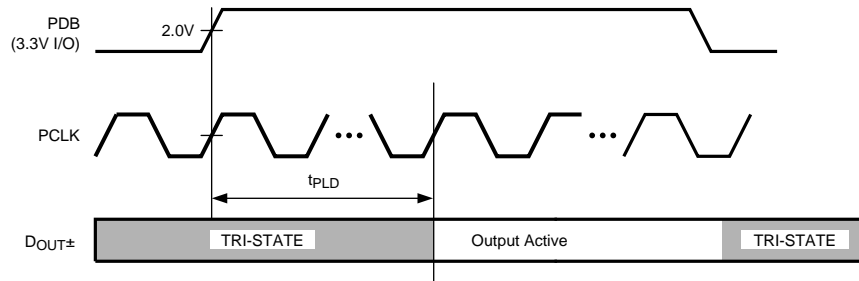 PDB
(3.3V I/O)
2.0V
PCLK
tPLD
DOUT±
TRI-STATE
Output Active
TRI-STATE